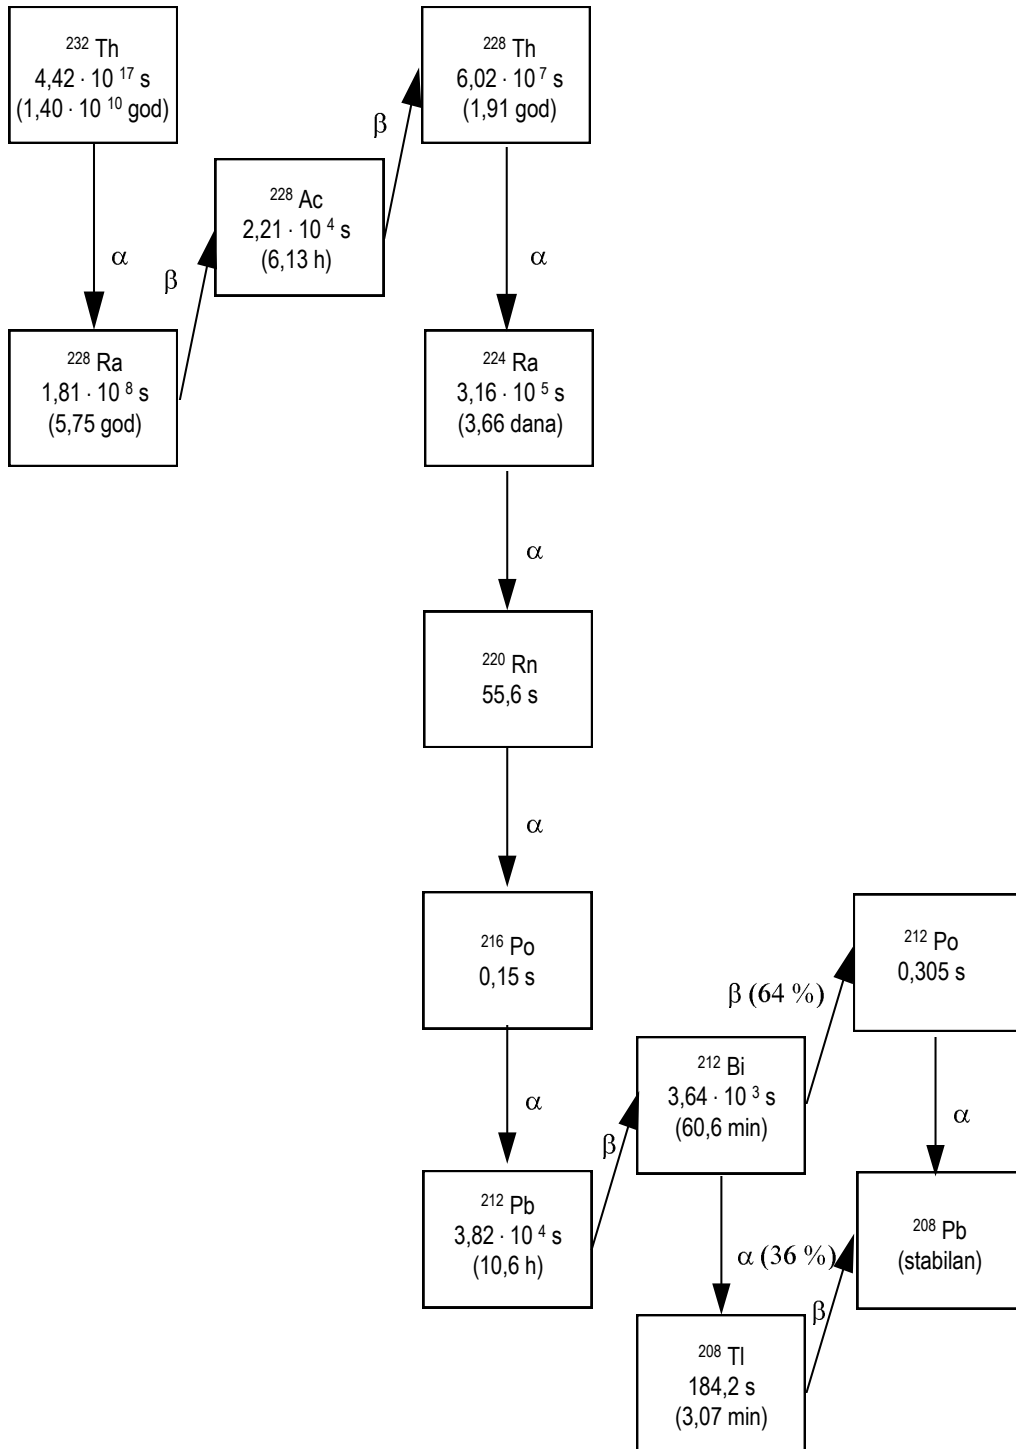 232 Th
4,42 · 10 17 s
(1,40 · 10 10 god)
228 Th
6,02 · 10 7 s
(1,91 god)
β
228 Ac
2,21 · 10 4 s
(6,13 h)
α
β
α
228 Ra
1,81 · 10 8 s
(5,75 god)
224 Ra
3,16 · 10 5 s
(3,66 dana)
α
220 Rn
55,6 s
α
216 Po
0,15 s
212 Po
0,305 s
β (64 %)
α
212 Bi
3,64 · 10 3 s
(60,6 min)
β
α
212 Pb
3,82 · 10 4 s
(10,6 h)
α (36 %)
208 Pb
(stabilan)
β
208 Tl
184,2 s
(3,07 min)